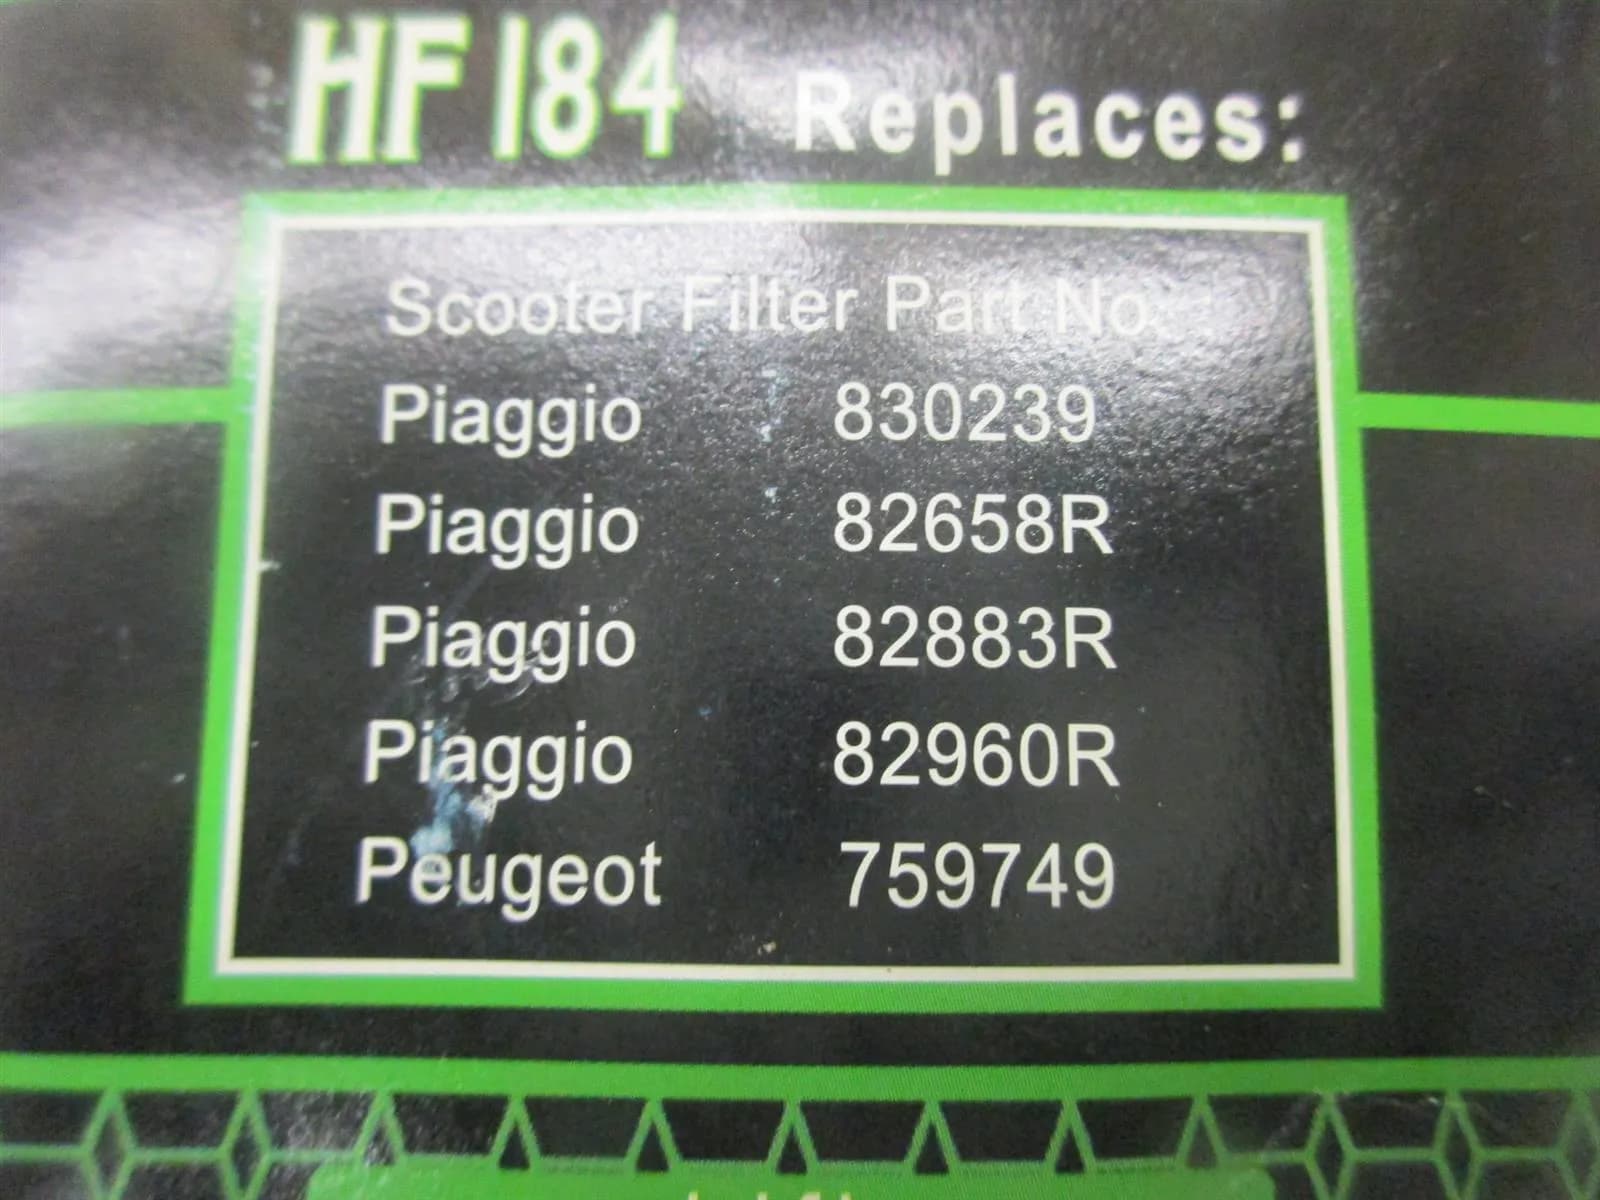 HF184 Replaces:
Scooter Filter Part No.
Piaggio 830239
Piaggio 82658R
Piaggio 82883R
Piaggio 82960R
Peugeot 759749